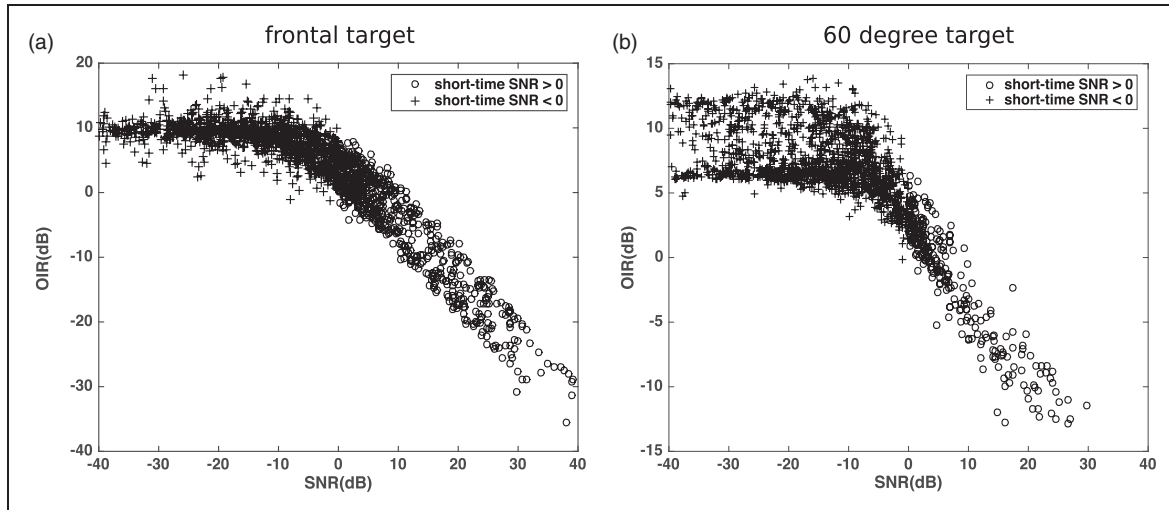 (a)
frontal target
short-time SNR > 0
short-time SNR < 0
20
10
0
-10
-20
-30
-40
OIR(dB)
-40 -30 -20 -10 0 10 20 30 40
SNR(dB)
(b)
60 degree target
short-time SNR > 0
short-time SNR < 0
15
10
5
0
-5
-10
-15
OIR(dB)
-40 -30 -20 -10 0 10 20 30 40
SNR(dB)